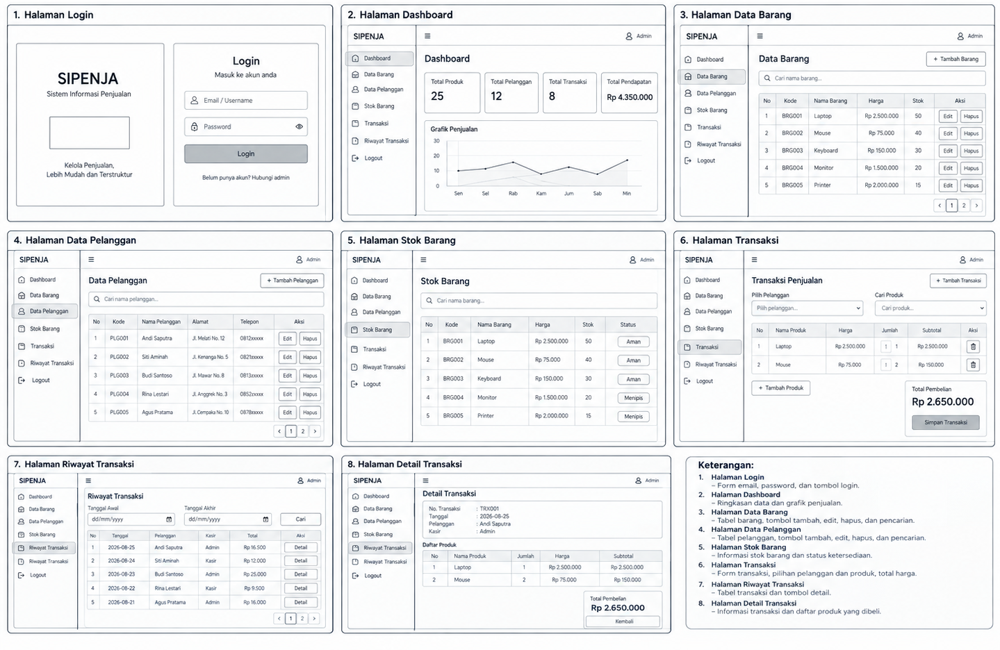 1. Halaman Login
SIPENJA
Sistem Informasi Penjualan
Kelola Penjualan,
Lebih Mudah dan Terstruktur
Login
Masuk ke akun anda
Email / Username
Password
Login
Belum punya akun? Hubungi admin
2. Halaman Dashboard
SIPENJA
Admin
Dashboard
Data Barang
Data Pelanggan
Stok Barang
Transaksi
Riwayat Transaksi
Logout
Dashboard
Total Produk
25
Total Pelanggan
12
Total Transaksi
8
Total Pendapatan
Rp 4.350.000
Grafik Penjualan
30
20
10
0
Sen Sel Rab Kam Jum Sab Min
3. Halaman Data Barang
SIPENJA
Admin
Dashboard
Data Barang
Data Pelanggan
Stok Barang
Transaksi
Riwayat Transaksi
Logout
Data Barang
+ Tambah Barang
Cari nama barang...
No Kode Nama Barang Harga Stok Aksi
1 BRG001 Laptop Rp 2.500.000 50 Edit Hapus
2 BRG002 Mouse Rp 75.000 40 Edit Hapus
3 BRG003 Keyboard Rp 150.000 30 Edit Hapus
4 BRG004 Monitor Rp 1.500.000 20 Edit Hapus
5 BRG005 Printer Rp 2.000.000 15 Edit Hapus
< 1 2 >
4. Halaman Data Pelanggan
SIPENJA
Admin
Dashboard
Data Barang
Data Pelanggan
Stok Barang
Transaksi
Riwayat Transaksi
Logout
Data Pelanggan
+ Tambah Pelanggan
Cari nama pelanggan...
No Kode Nama Pelanggan Alamat Telepon Aksi
1 PLG001 Andi Saputra Jl. Melati No. 12 0812xxxxx Edit Hapus
2 PLG002 Siti Aminah Jl. Kenanga No. 5 0821xxxxx Edit Hapus
3 PLG003 Budi Santoso Jl. Mawar No. 8 0813xxxxx Edit Hapus
4 PLG004 Rina Lestari Jl. Anggrek No. 3 0852xxxxx Edit Hapus
5 PLG005 Agus Pratama Jl. Cempaka No. 10 0878xxxxx Edit Hapus
< 1 2 >
5. Halaman Stok Barang
SIPENJA
Admin
Dashboard
Data Barang
Data Pelanggan
Stok Barang
Transaksi
Riwayat Transaksi
Logout
Stok Barang
Cari nama barang...
No Kode Nama Barang Harga Stok Status
1 BRG001 Laptop Rp 2.500.000 50 Aman
2 BRG002 Mouse Rp 75.000 40 Aman
3 BRG003 Keyboard Rp 150.000 30 Aman
4 BRG004 Monitor Rp 1.500.000 20 Menipis
5 BRG005 Printer Rp 2.000.000 15 Menipis
6. Halaman Transaksi
SIPENJA
Admin
Dashboard
Data Barang
Data Pelanggan
Stok Barang
Transaksi
Riwayat Transaksi
Logout
Transaksi Penjualan
+ Tambah Transaksi
Pilih Pelanggan Cari Produk
Pilih pelanggan... Cari produk...
No Nama Produk Harga Jumlah Subtotal Aksi
1 Laptop Rp 2.500.000 1 1 Rp 2.500.000
2 Mouse Rp 75.000 1 2 Rp 150.000
+ Tambah Produk
Total Pembelian
Rp 2.650.000
Simpan Transaksi
7. Halaman Riwayat Transaksi
SIPENJA
Admin
Dashboard
Data Barang
Data Pelanggan
Stok Barang
Riwayat Transaksi
Riwayat Transaksi
Logout
Riwayat Transaksi
Tanggal Awal Tanggal Akhir
dd/mm/yyyy dd/mm/yyyy Cari
No Tanggal Pelanggan Kasir Total Aksi
1 2026-08-25 Andi Saputra Admin Rp 16.500 Detail
2 2026-08-24 Siti Aminah Kasir Rp 12.000 Detail
3 2026-08-23 Budi Santoso Admin Rp 25.000 Detail
4 2026-08-22 Rina Lestari Kasir Rp 9.500 Detail
5 2026-08-21 Agus Pratama Admin Rp 16.000 Detail
< 1 2 >
8. Halaman Detail Transaksi
SIPENJA
Admin
Dashboard
Data Barang
Data Pelanggan
Stok Barang
Riwayat Transaksi
Riwayat Transaksi
Logout
Detail Transaksi
No. Transaksi : TRX001
Tanggal : 2026-08-25
Pelanggan : Andi Saputra
Kasir : Admin
Daftar Produk
No Nama Produk Jumlah Harga Subtotal
1 Laptop 1 Rp 2.500.000 Rp 2.500.000
2 Mouse 2 Rp 75.000 Rp 150.000
Total Pembelian
Rp 2.650.000
Kembali
Keterangan:
1. Halaman Login
– Form email, password, dan tombol login.
2. Halaman Dashboard
– Ringkasan data dan grafik penjualan.
3. Halaman Data Barang
– Tabel barang, tombol tambah, edit, hapus, dan pencarian.
4. Halaman Data Pelanggan
– Tabel pelanggan, tombol tambah, edit, hapus, dan pencarian.
5. Halaman Stok Barang
– Informasi stok barang dan status ketersediaan.
6. Halaman Transaksi
– Form transaksi, pilihan pelanggan dan produk, total harga.
7. Halaman Riwayat Transaksi
– Tabel transaksi dan tombol detail.
8. Halaman Detail Transaksi
– Informasi transaksi dan daftar produk yang dibeli.